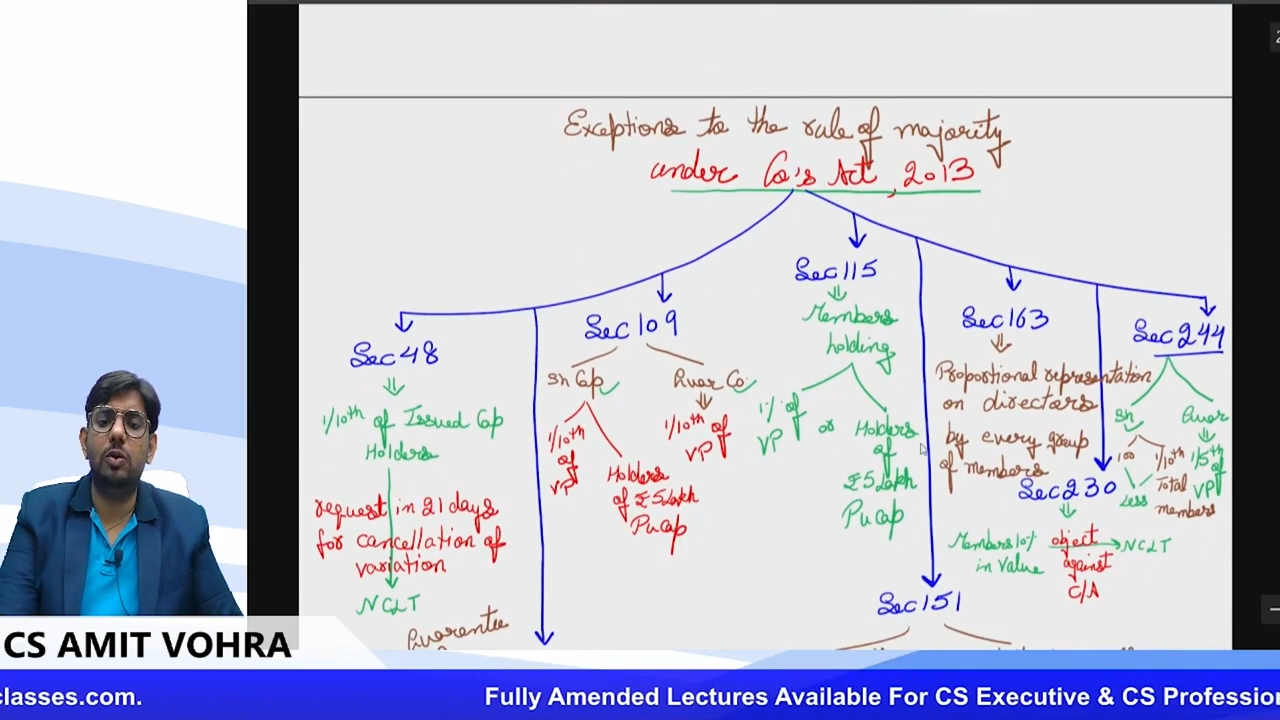 Exceptions to the rule of majority
under Co's Act, 2013
Sec 48
1/10th of Issued Cap
Holders
request in 21 days
for cancellation of
variation
NCLT
Guarantee
Sec 109
Sh Cap
1/10th
of
VP
Holders
of ₹5 Lakh
Pu cap
Guar Co
1/10th of
VP
Sec 115
Members
holding
1% of
VP
or
Holders
of
₹5 Lakh
Pu cap
Sec 151
Sec 163
Proportional representation
on directors
by every group
of members
Sec 230
Members 10%
in value
object
against
C/A
NCLT
Sec 244
Sh
100
Less
1/10th
Total
members
Guar
1/5th
of
VP
CS AMIT VOHRA
classes.com.
Fully Amended Lectures Available For CS Executive & CS Professio